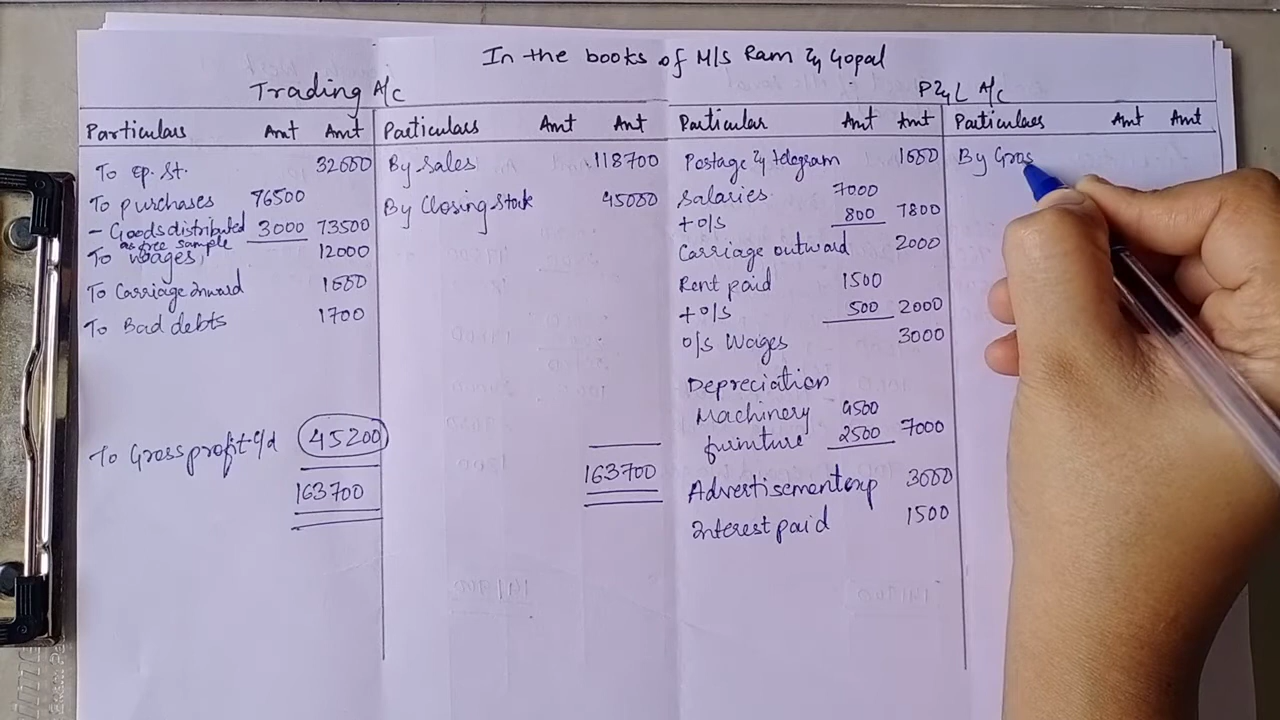 In the books of M/S Ram & Gopal
Trading A/C
P & L A/C
Particulars Amt Amt Particulars Amt Amt Particular Amt Amt Particulars Amt Amt
To Op. St. 32000 By Sales 118700 Postage & telegram 1000 By Gros
To purchases 76500 By Closing Stock 45000 Salaries 7000
- Goods distributed 3000 73500 + O/S 800 7800
as free sample
To Wages, 12000 Carriage outward 2000
To Carriage Inward 1000 Rent paid 1500
To Bad debts 1700 + O/S 500 2000
O/S Wages 3000
Depreciation
Machinery 4500
To Gross profit C/d 45200 furniture 2500 7000
163700 163700 Advertisement exp 3000
Interest paid 1500